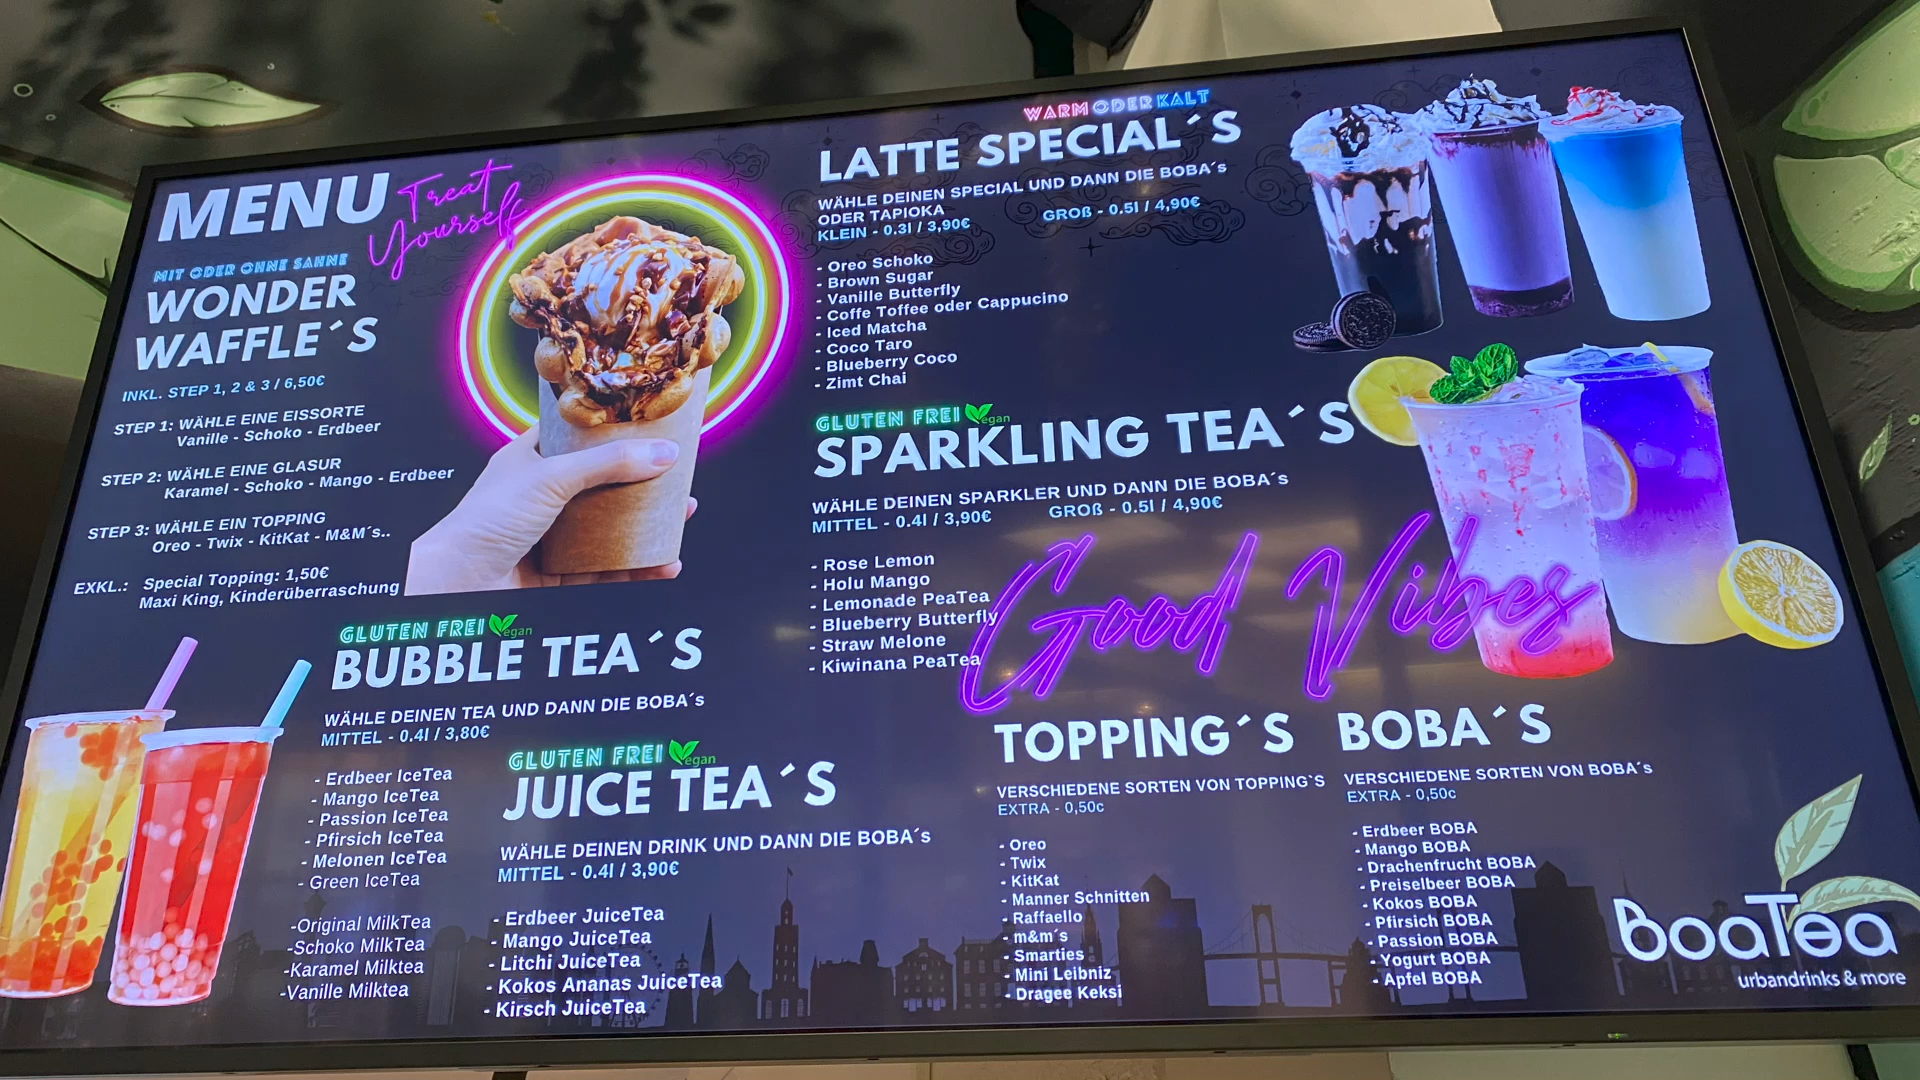 MENU
Treat
Yourself
MIT ODER OHNE SAHNE
WONDER
WAFFLE´S
INKL. STEP 1, 2 & 3 / 6,50€
STEP 1: WÄHLE EINE EISSORTE
Vanille - Schoko - Erdbeer
STEP 2: WÄHLE EINE GLASUR
Karamel - Schoko - Mango - Erdbeer
STEP 3: WÄHLE EIN TOPPING
Oreo - Twix - KitKat - M&M´s..
EXKL.: Special Topping: 1,50€
Maxi King, Kinderüberraschung
GLUTEN FREI Vegan
BUBBLE TEA´S
WÄHLE DEINEN TEA UND DANN DIE BOBA´s
MITTEL - 0.4l / 3,80€
- Erdbeer IceTea
- Mango IceTea
- Passion IceTea
- Pfirsich IceTea
- Melonen IceTea
- Green IceTea
-Original MilkTea
-Schoko MilkTea
-Karamel Milktea
-Vanille Milktea
GLUTEN FREI Vegan
JUICE TEA´S
WÄHLE DEINEN DRINK UND DANN DIE BOBA´s
MITTEL - 0.4l / 3,90€
- Erdbeer JuiceTea
- Mango JuiceTea
- Litchi JuiceTea
- Kokos Ananas JuiceTea
- Kirsch JuiceTea
WARM ODER KALT
LATTE SPECIAL´S
WÄHLE DEINEN SPECIAL UND DANN DIE BOBA´s
ODER TAPIOKA
KLEIN - 0.3l / 3,90€ GROß - 0.5l / 4,90€
- Oreo Schoko
- Brown Sugar
- Vanille Butterfly
- Coffe Toffee oder Cappucino
- Iced Matcha
- Coco Taro
- Blueberry Coco
- Zimt Chai
GLUTEN FREI Vegan
SPARKLING TEA´S
WÄHLE DEINEN SPARKLER UND DANN DIE BOBA´s
MITTEL - 0.4l / 3,90€ GROß - 0.5l / 4,90€
- Rose Lemon
- Holu Mango
- Lemonade PeaTea
- Blueberry Butterfly
- Straw Melone
- Kiwinana PeaTea
Good Vibes
TOPPING´S
VERSCHIEDENE SORTEN VON TOPPING`S
EXTRA - 0,50c
- Oreo
- Twix
- KitKat
- Manner Schnitten
- Raffaello
- m&m´s
- Smarties
- Mini Leibniz
- Dragee Keksi
BOBA´S
VERSCHIEDENE SORTEN VON BOBA´s
EXTRA - 0,50c
- Erdbeer BOBA
- Mango BOBA
- Drachenfrucht BOBA
- Preiselbeer BOBA
- Kokos BOBA
- Pfirsich BOBA
- Passion BOBA
- Yogurt BOBA
- Apfel BOBA
BoaTea
urbandrinks & more